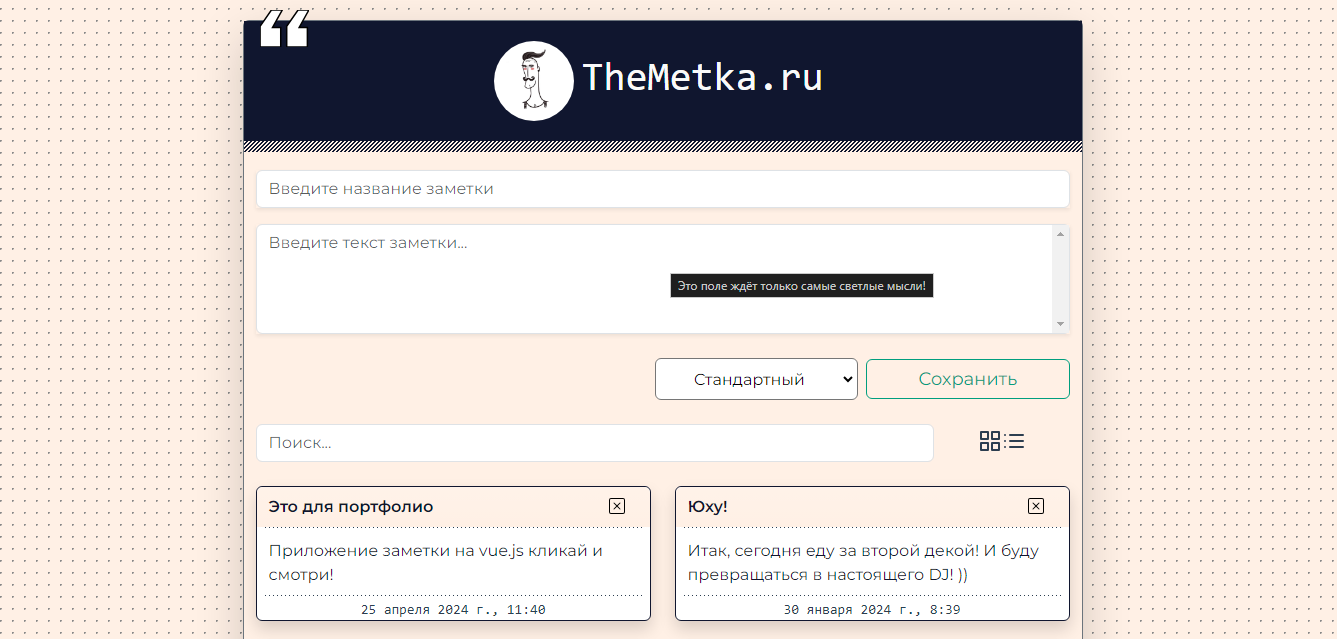 TheMetka.ru
Введите название заметки
Введите текст заметки...
Это поле ждёт только самые светлые мысли!
Стандартный
Сохранить
Поиск...
Это для портфолио
Приложение заметки на vue.js кликай и
смотри!
25 апреля 2024 г., 11:40
Юху!
Итак, сегодня еду за второй декой! И буду
превращаться в настоящего DJ! ))
30 января 2024 г., 8:39